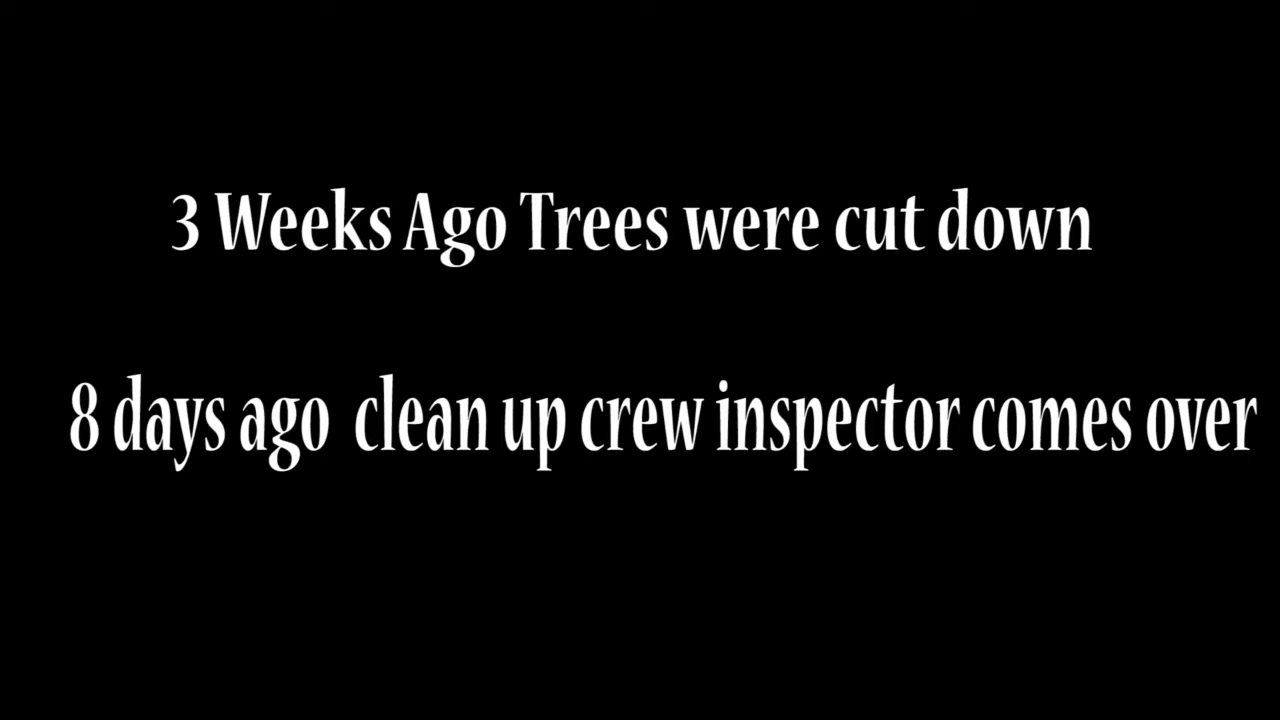 3 Weeks Ago Trees were cut down
8 days ago  clean up crew inspector comes over